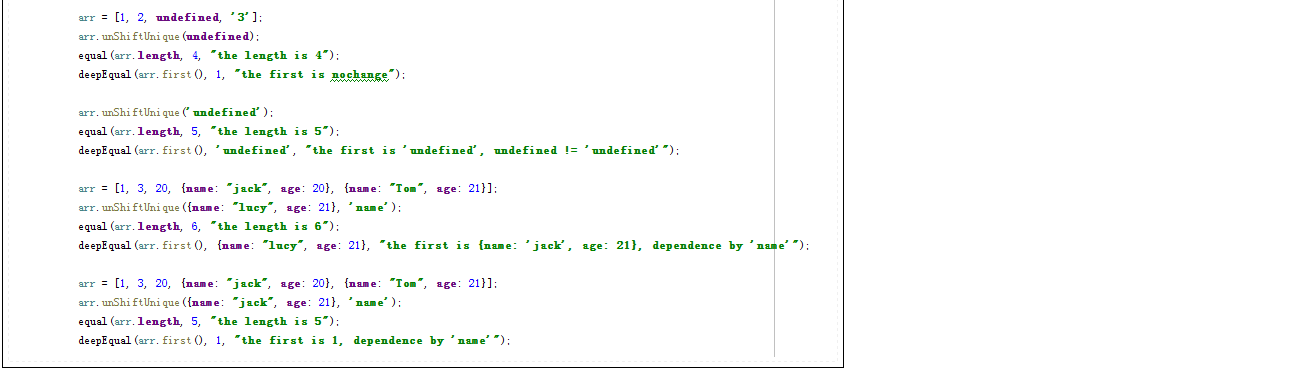 arr = [1, 2, undefined, '3'];
arr.unShiftUnique(undefined);
equal(arr.length, 4, "the length is 4");
deepEqual(arr.first(), 1, "the first is nochange");
arr.unShiftUnique('undefined');
equal(arr.length, 5, "the length is 5");
deepEqual(arr.first(), 'undefined', "the first is 'undefined', undefined != 'undefined'");
arr = [1, 3, 20, {name: "jack", age: 20}, {name: "Tom", age: 21}];
arr.unShiftUnique({name: "lucy", age: 21}, 'name');
equal(arr.length, 6, "the length is 6");
deepEqual(arr.first(), {name: "lucy", age: 21}, "the first is {name: 'jack', age: 21}, dependence by 'name'");
arr = [1, 3, 20, {name: "jack", age: 20}, {name: "Tom", age: 21}];
arr.unShiftUnique({name: "jack", age: 21}, 'name');
equal(arr.length, 5, "the length is 5");
deepEqual(arr.first(), 1, "the first is 1, dependence by 'name'");